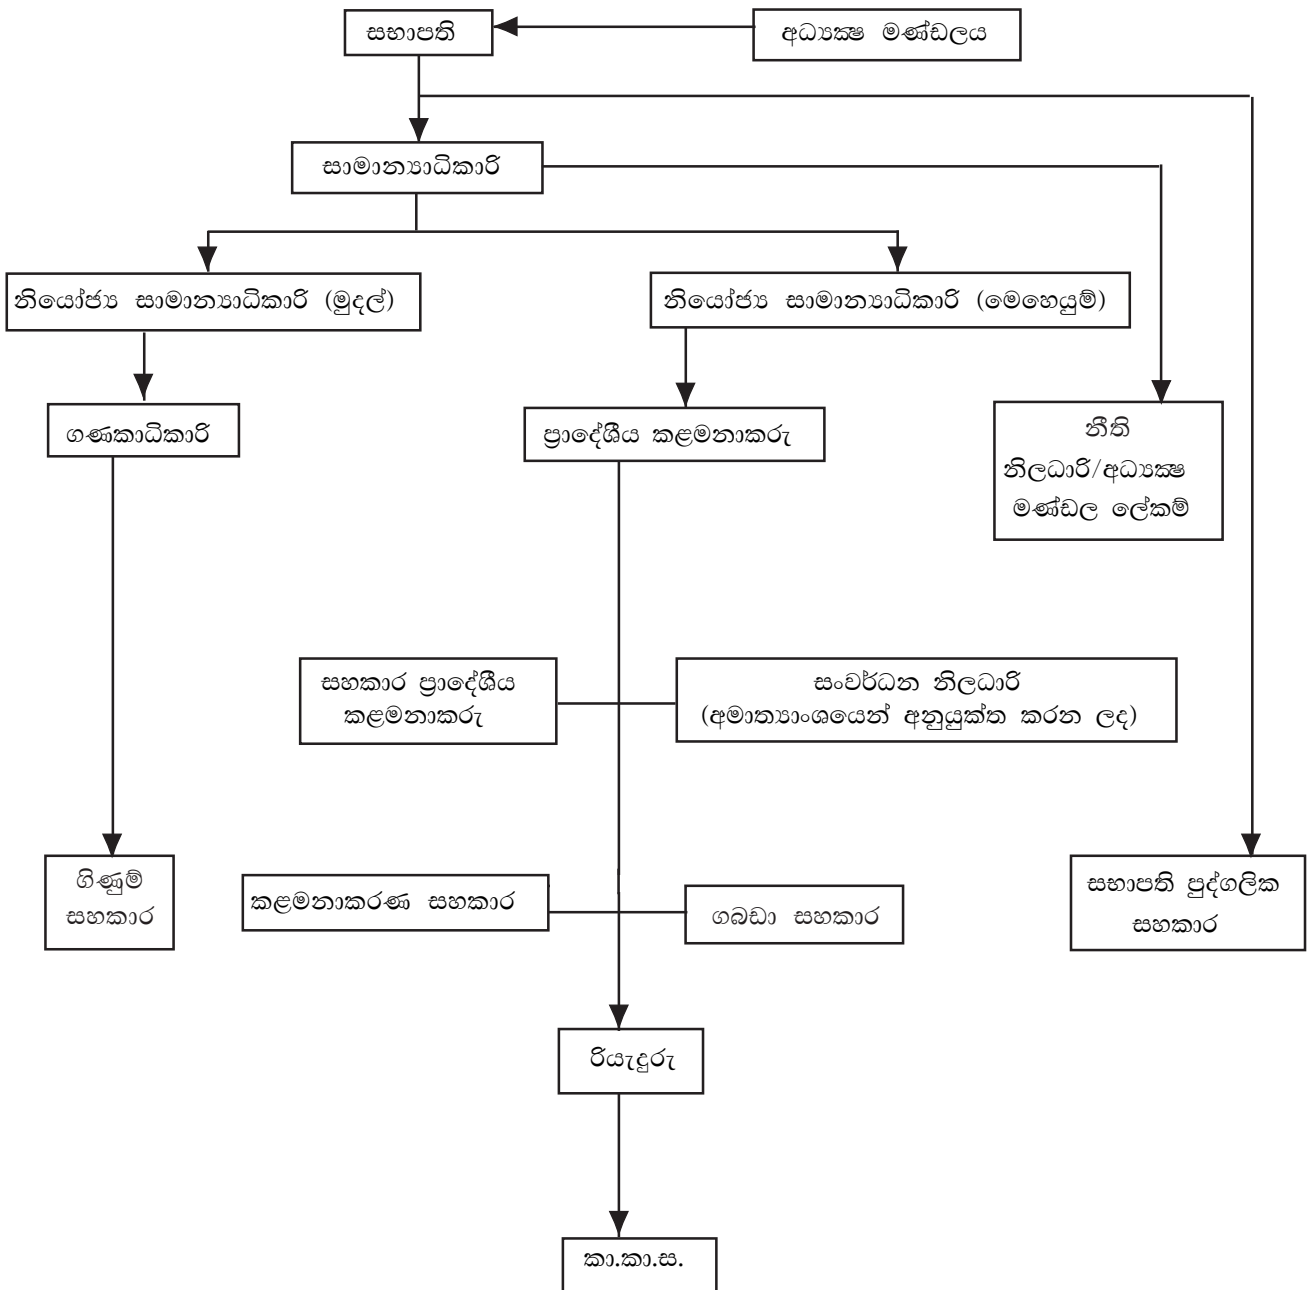 සභාපති
අධ්‍යක්ෂ මණ්ඩලය
සාමාන්‍යාධිකාරි
නියෝජ්‍ය සාමාන්‍යාධිකාරි (මුදල්)
නියෝජ්‍ය සාමාන්‍යාධිකාරි (මෙහෙයුම්)
ගණකාධිකාරි
ප්‍රාදේශීය කළමනාකරු
නීති
නිලධාරි/අධ්‍යක්ෂ
මණ්ඩල ලේකම්
සහකාර ප්‍රාදේශීය
කළමනාකරු
සංවර්ධන නිලධාරි
(අමාත්‍යාංශයෙන් අනුයුක්ත කරන ලද)
ගිණුම්
සහකාර
කළමනාකරණ සහකාර
ගබඩා සහකාර
සභාපති පුද්ගලික
සහකාර
රියැදුරු
කා.කා.ස.